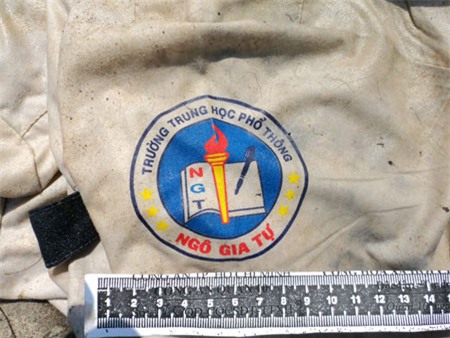 TRƯỜNG TRUNG HỌC PHỔ THÔNG
NGT
NGÔ GIA TỰ
1 2 3 4 5 6 7 8 9 10 11 12 13 14